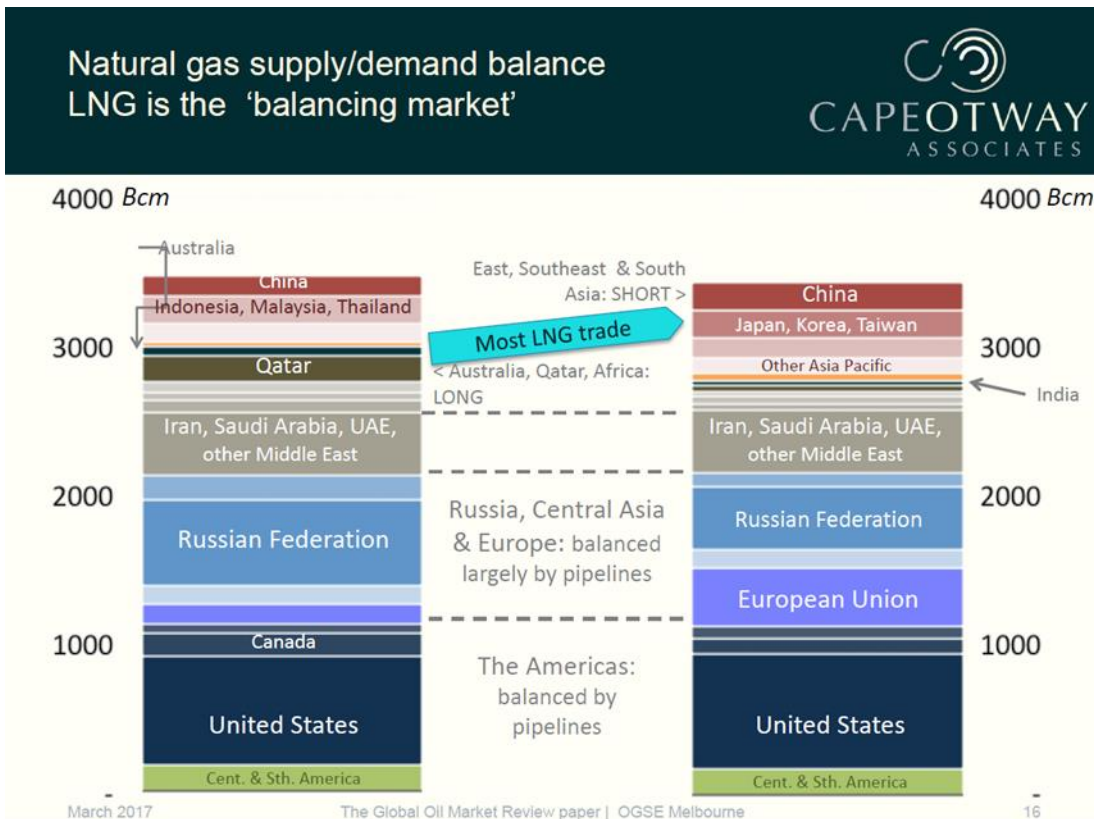 Natural gas supply/demand balance
LNG is the 'balancing market'
CAPEOTWAY
ASSOCIATES
4000 Bcm
4000 Bcm
Australia
China
Indonesia, Malaysia, Thailand
East, Southeast & South
Asia: SHORT >
China
Japan, Korea, Taiwan
3000
Most LNG trade
3000
Qatar
< Australia, Qatar, Africa:
LONG
Other Asia Pacific
India
Iran, Saudi Arabia, UAE,
other Middle East
Iran, Saudi Arabia, UAE,
other Middle East
2000
2000
Russian Federation
Russia, Central Asia
& Europe: balanced
largely by pipelines
Russian Federation
European Union
1000
Canada
1000
The Americas:
balanced by
pipelines
United States
United States
Cent. & Sth. America
Cent. & Sth. America
-
-
March 2017
The Global Oil Market Review paper | OGSE Melbourne
16